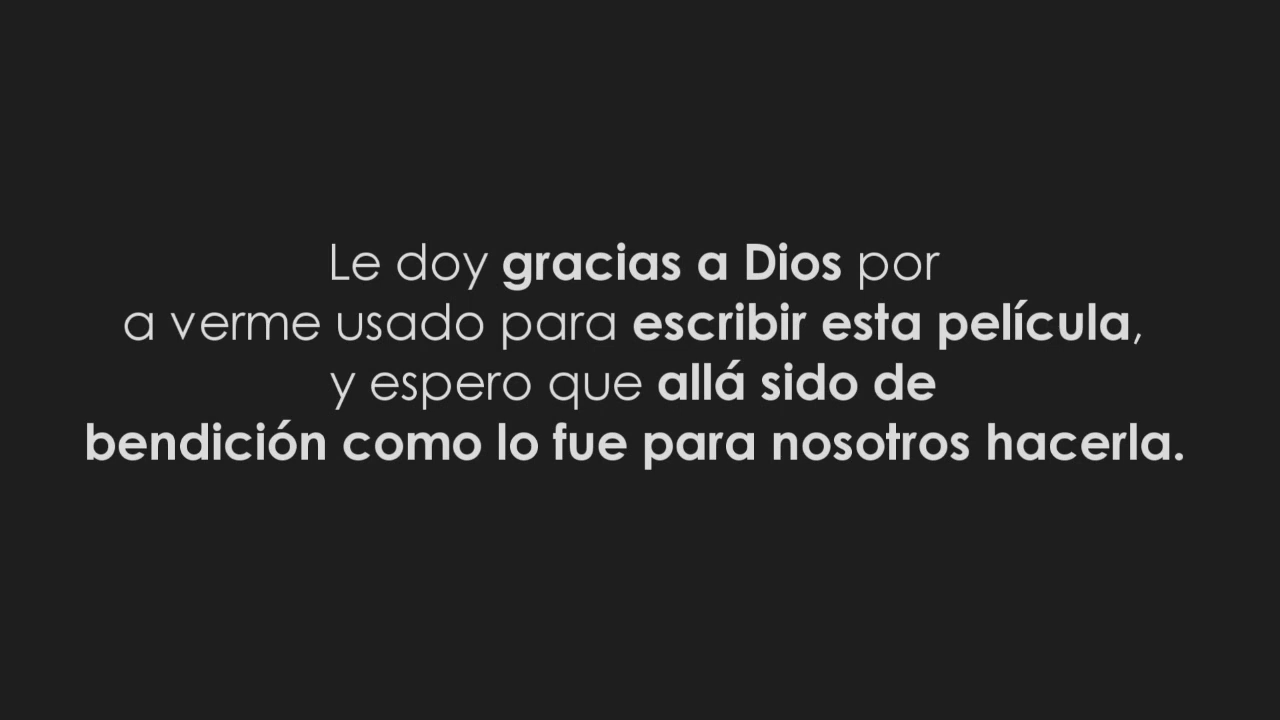 Le doy gracias a Dios por
a verme usado para escribir esta película,
y espero que allá sido de
bendición como lo fue para nosotros hacerla.